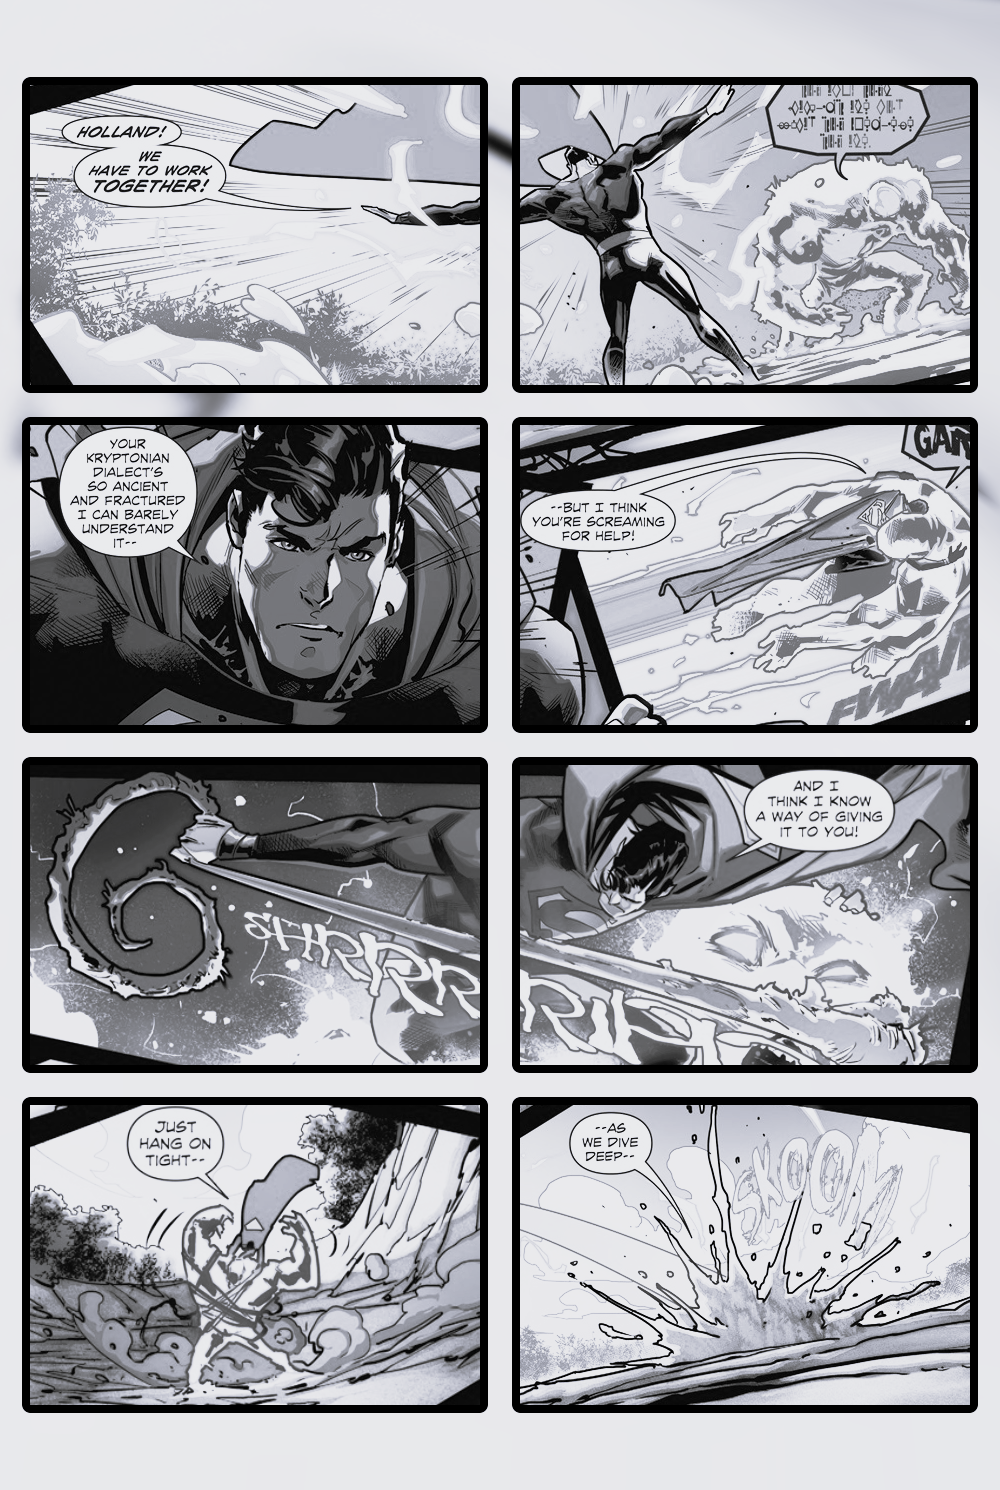 HOLLAND!
WE
HAVE TO WORK
TOGETHER!
YOUR
KRYPTONIAN
DIALECT'S
SO ANCIENT
AND FRACTURED
I CAN BARELY
UNDERSTAND
IT--
--BUT I THINK
YOU'RE SCREAMING
FOR HELP!
AND I
THINK I KNOW
A WAY OF GIVING
IT TO YOU!
JUST
HANG ON
TIGHT--
--AS
WE DIVE
DEEP--
SKOOM